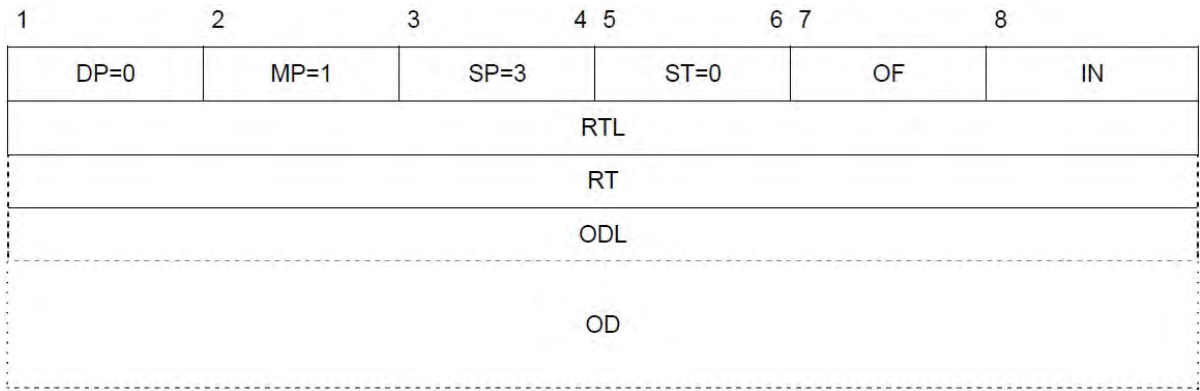 1 2 3 4 5 6 7 8
DP=0 MP=1 SP=3 ST=0 OF IN
RTL
RT
ODL
OD